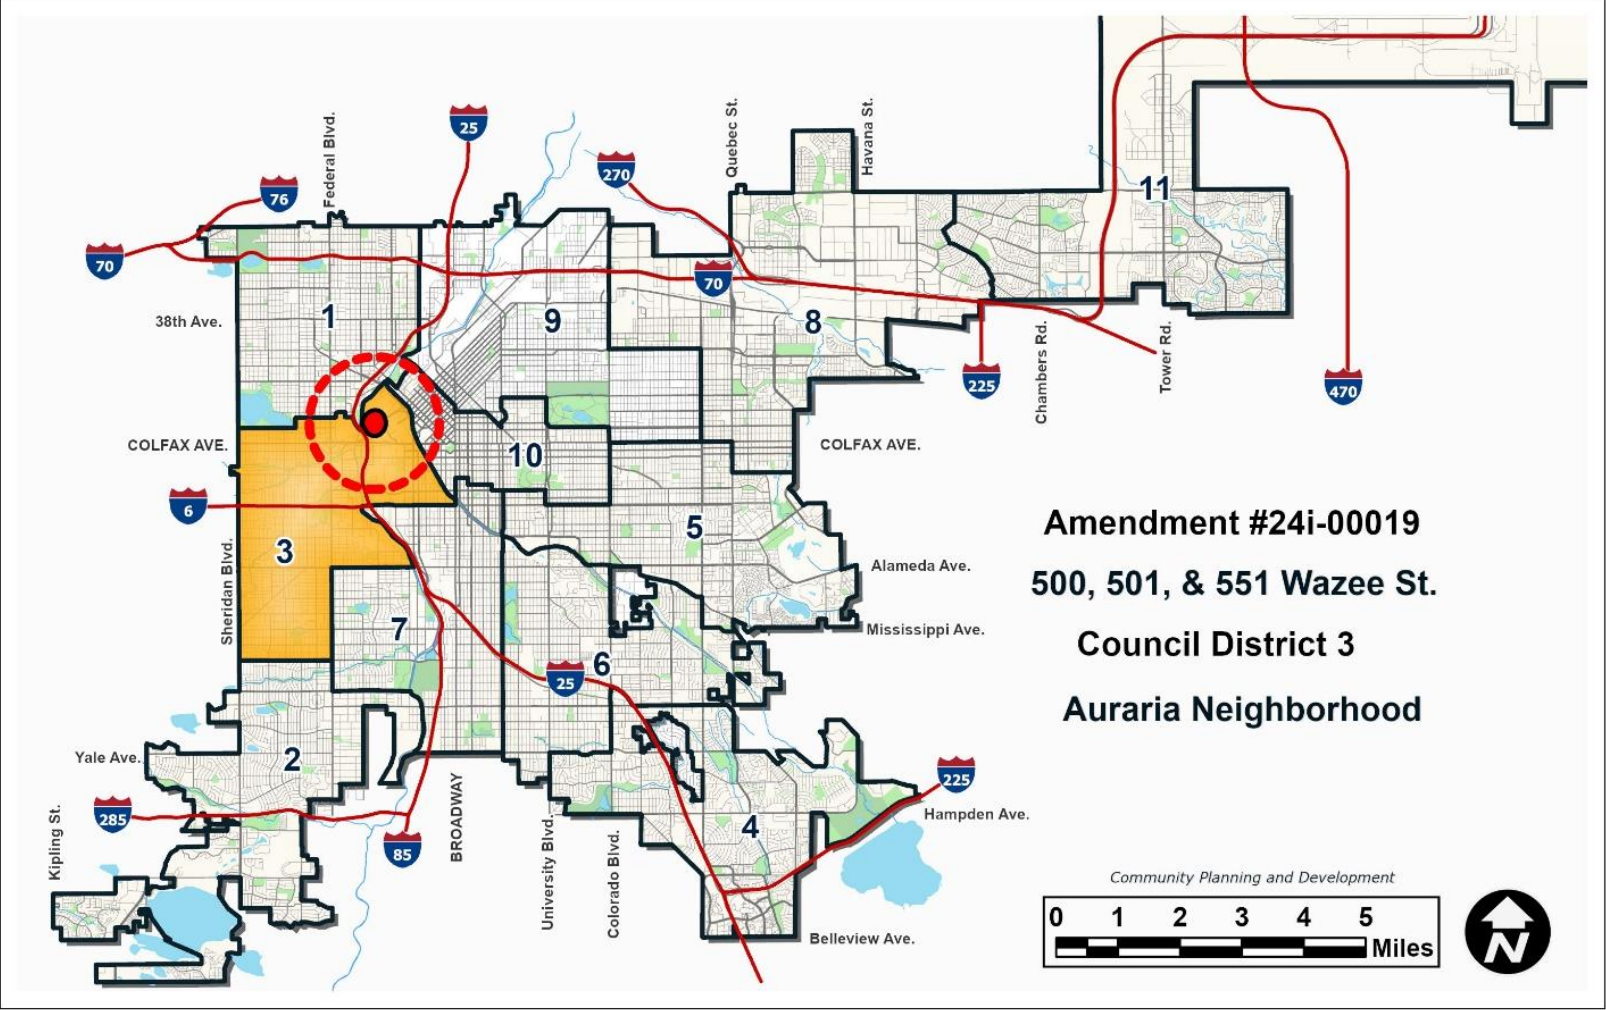 Federal Blvd.
25
Quebec St.
Havana St.
270
76
11
70
70
38th Ave.
1
9
8
Chambers Rd.
Tower Rd.
225
470
COLFAX AVE.
COLFAX AVE.
10
6
3
5
Sheridan Blvd.
Alameda Ave.
Mississippi Ave.
7
6
25
Amendment #24i-00019
500, 501, & 551 Wazee St.
Council District 3
Auraria Neighborhood
Yale Ave.
2
285
Kipling St.
85
BROADWAY
University Blvd.
Colorado Blvd.
4
225
Hampden Ave.
Belleview Ave.
Community Planning and Development
0 1 2 3 4 5
Miles
N